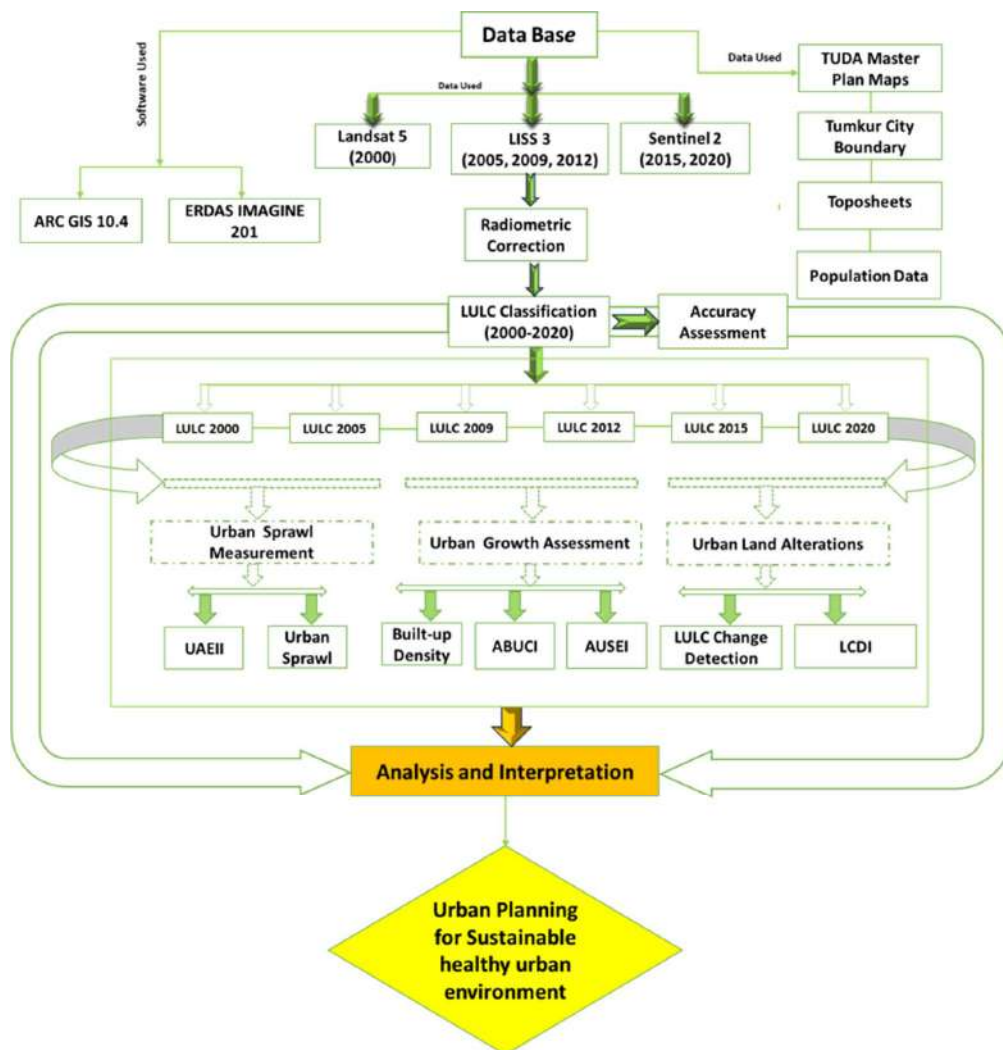 Data Base
Software Used
Data Used
Data Used
TUDA Master
Plan Maps
Landsat 5
(2000)
LISS 3
(2005, 2009, 2012)
Sentinel 2
(2015, 2020)
Tumkur City
Boundary
ARC GIS 10.4
ERDAS IMAGINE
201
Radiometric
Correction
Toposheets
Population Data
LULC Classification
(2000-2020)
Accuracy
Assessment
LULC 2000
LULC 2005
LULC 2009
LULC 2012
LULC 2015
LULC 2020
Urban Sprawl
Measurement
Urban Growth Assessment
Urban Land Alterations
UAEII
Urban
Sprawl
Built-up
Density
ABUCI
AUSEI
LULC Change
Detection
LCDI
Analysis and Interpretation
Urban Planning
for Sustainable
healthy urban
environment